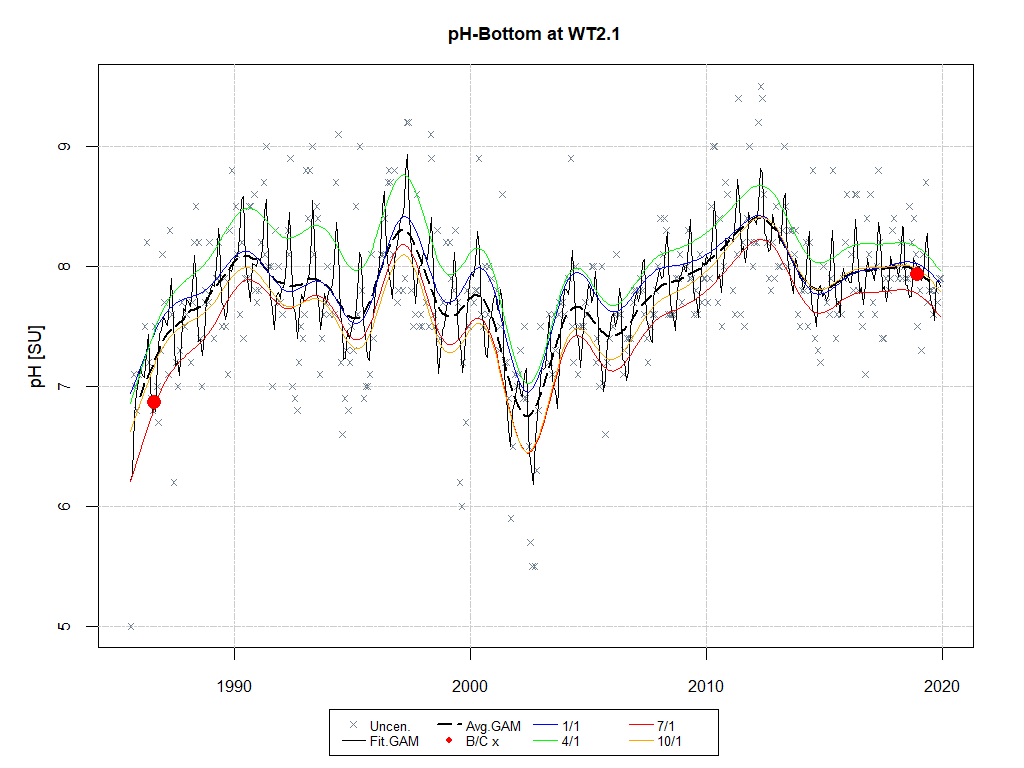 pH-Bottom at WT2.1
pH [SU]
9
8
7
6
5
1990 2000 2010 2020
Uncen. Avg.GAM 1/1 7/1
Fit.GAM B/C x 4/1 10/1